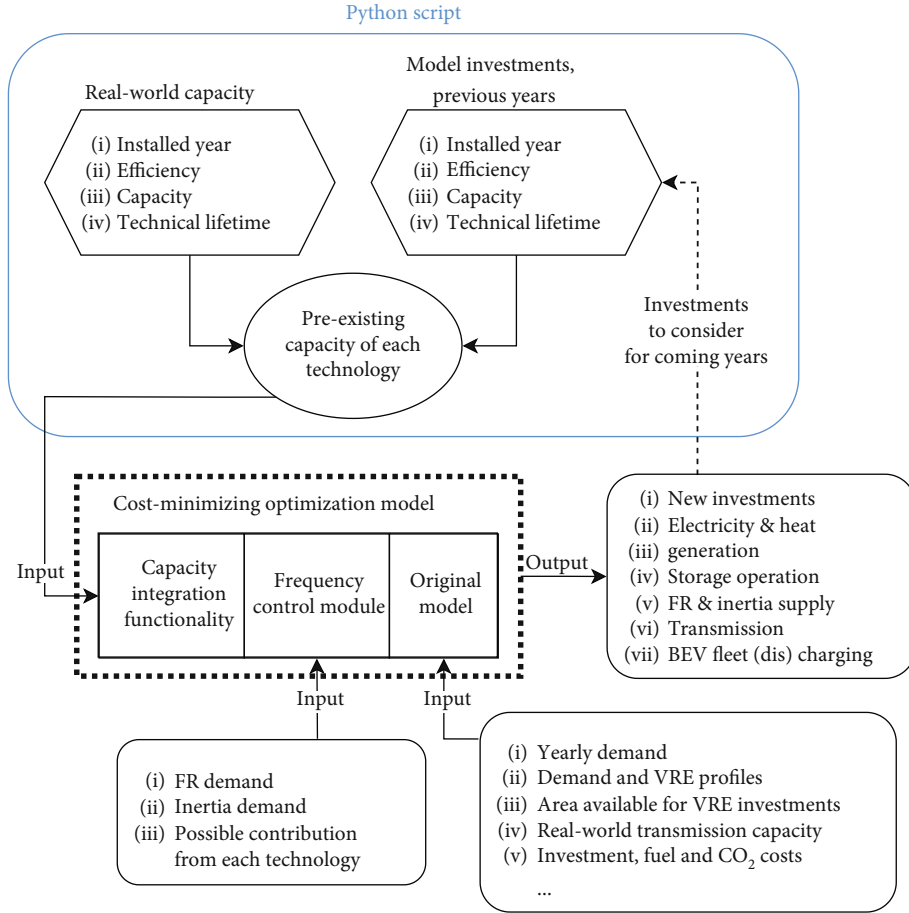 Python script
Real-world capacity
(i) Installed year
(ii) Efficiency
(iii) Capacity
(iv) Technical lifetime
Model investments,
previous years
(i) Installed year
(ii) Efficiency
(iii) Capacity
(iv) Technical lifetime
Pre-existing
capacity of each
technology
Investments
to consider
for coming years
Input
Cost-minimizing optimization model
Capacity
integration
functionality
Frequency
control module
Original
model
Output
(i) New investments
(ii) Electricity & heat
(iii) generation
(iv) Storage operation
(v) FR & inertia supply
(vi) Transmission
(vii) BEV fleet (dis) charging
Input
Input
(i) FR demand
(ii) Inertia demand
(iii) Possible contribution
from each technology
(i) Yearly demand
(ii) Demand and VRE profiles
(iii) Area available for VRE investments
(iv) Real-world transmission capacity
(v) Investment, fuel and CO₂ costs
...